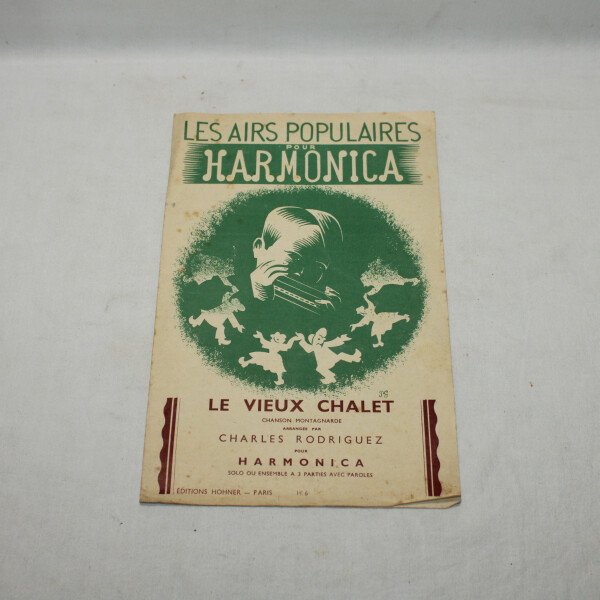 LES AIRS POPULAIRES
POUR
HARMONICA
LE VIEUX CHALET
CHANSON MONTAGNARDE
ARRANGÉE PAR
CHARLES RODRIGUEZ
POUR
HARMONICA
SOLO OU ENSEMBLE A 3 PARTIES AVEC PAROLES
ÉDITIONS HOHNER — PARIS N° 6